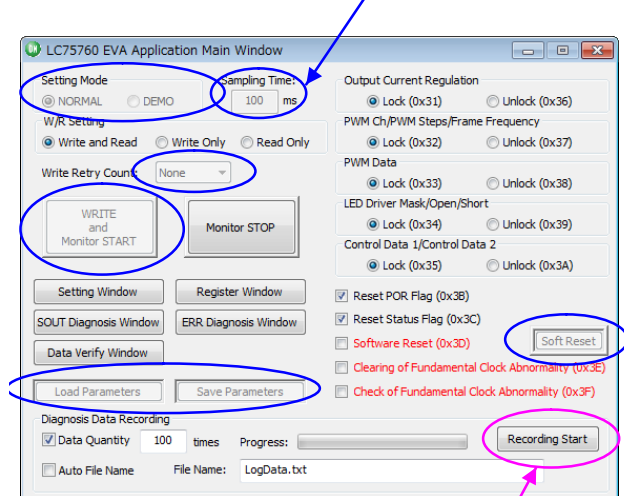 LC75760 EVA Application Main Window
Setting Mode
NORMAL DEMO
Sampling Time:
100 ms
W/R Setting
Write and Read Write Only Read Only
Write Retry Count: None
WRITE
and
Monitor START
Monitor STOP
Setting Window Register Window
SOUT Diagnosis Window ERR Diagnosis Window
Data Verify Window
Load Parameters Save Parameters
Output Current Regulation
Lock (0x31) Unlock (0x36)
PWM Ch/PWM Steps/Frame Frequency
Lock (0x32) Unlock (0x37)
PWM Data
Lock (0x33) Unlock (0x38)
LED Driver Mask/Open/Short
Lock (0x34) Unlock (0x39)
Control Data 1/Control Data 2
Lock (0x35) Unlock (0x3A)
Reset POR Flag (0x3B)
Reset Status Flag (0x3C)
Software Reset (0x3D) Soft Reset
Clearing of Fundamental Clock Abnormality (0x3E)
Check of Fundamental Clock Abnormality (0x3F)
Diagnosis Data Recording
Data Quantity 100 times Progress: Recording Start
Auto File Name File Name: LogData.txt